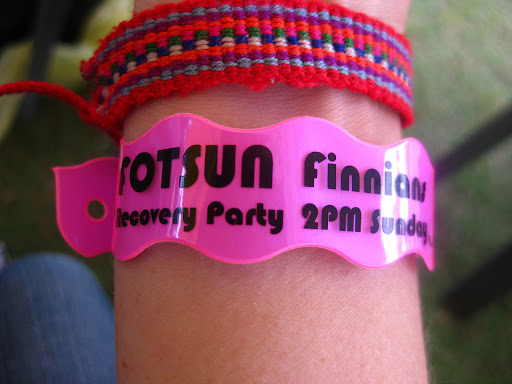 FOTSUN Finnians
Recovery Party 2PM Sunday